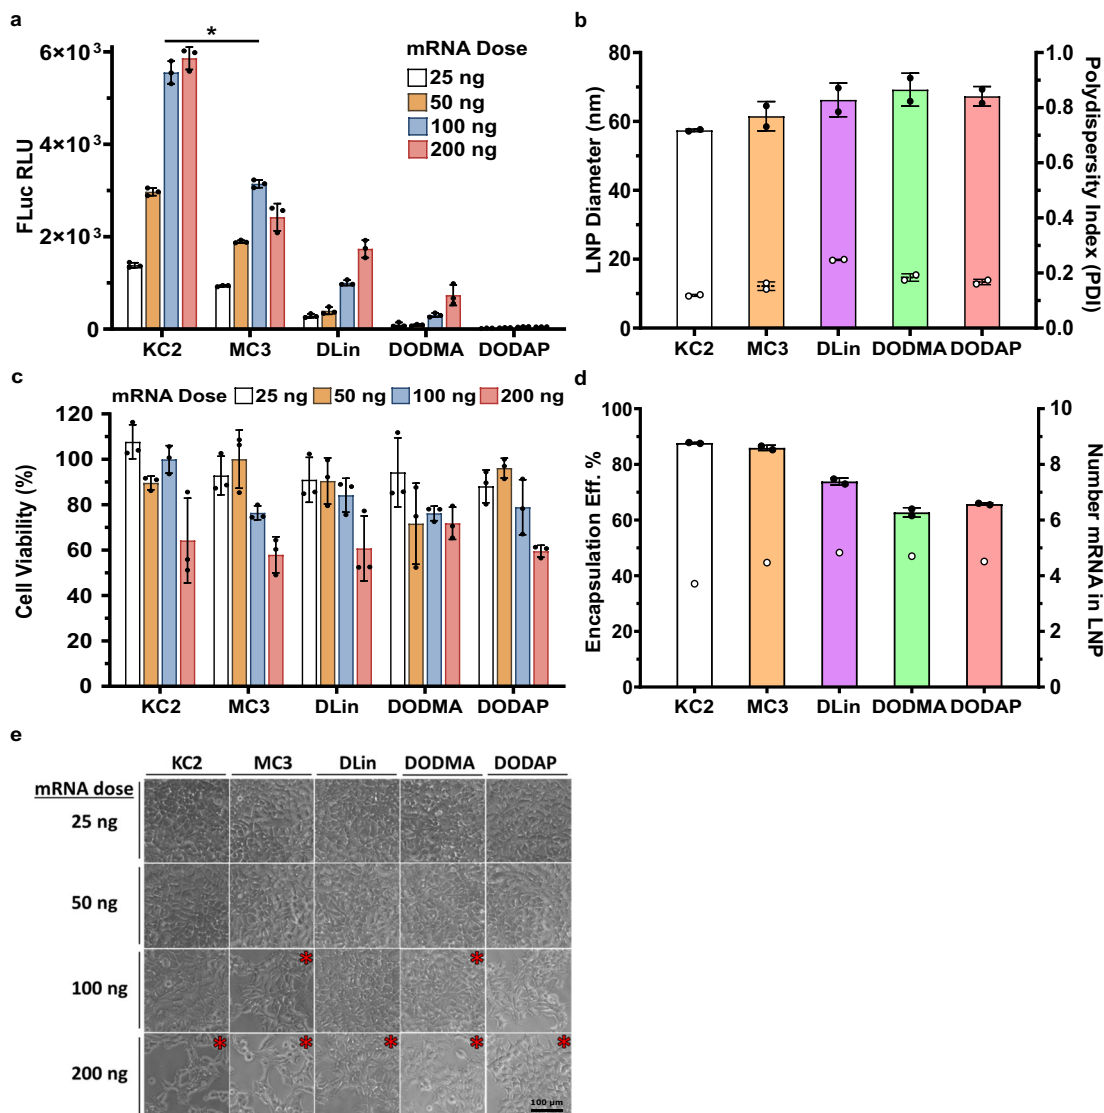 a
FLuc RLU
6×10³
4×10³
2×10³
0
*
mRNA Dose
25 ng
50 ng
100 ng
200 ng
KC2 MC3 DLin DODMA DODAP
b
LNP Diameter (nm)
80
60
40
20
0
1.0
0.8
0.6
0.4
0.2
0.0
Polydispersity Index (PDI)
KC2 MC3 DLin DODMA DODAP
c
mRNA Dose 25 ng 50 ng 100 ng 200 ng
Cell Viability (%)
120
100
80
60
40
20
0
KC2 MC3 DLin DODMA DODAP
d
Encapsulation Eff. %
100
80
60
40
20
0
10
8
6
4
2
0
Number mRNA in LNP
KC2 MC3 DLin DODMA DODAP
e
KC2 MC3 DLin DODMA DODAP
mRNA dose
25 ng
50 ng
100 ng
* *
200 ng
* * * * *
100 µm